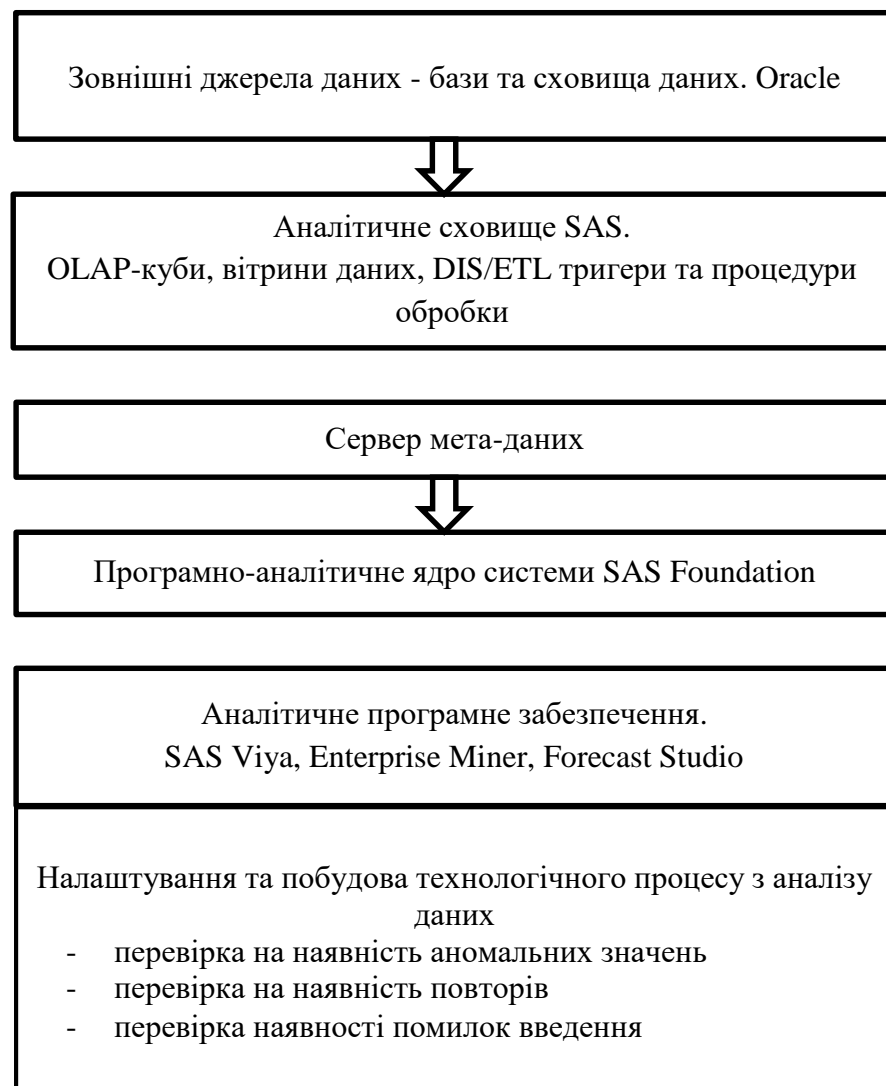 Зовнішні джерела даних - бази та сховища даних. Oracle
Аналітичне сховище SAS.
OLAP-куби, вітрини даних, DIS/ETL тригери та процедури
обробки
Сервер мета-даних
Програмно-аналітичне ядро системи SAS Foundation
Аналітичне програмне забезпечення.
SAS Viya, Enterprise Miner, Forecast Studio
Налаштування та побудова технологічного процесу з аналізу
даних
- перевірка на наявність аномальних значень
- перевірка на наявність повторів
- перевірка наявності помилок введення